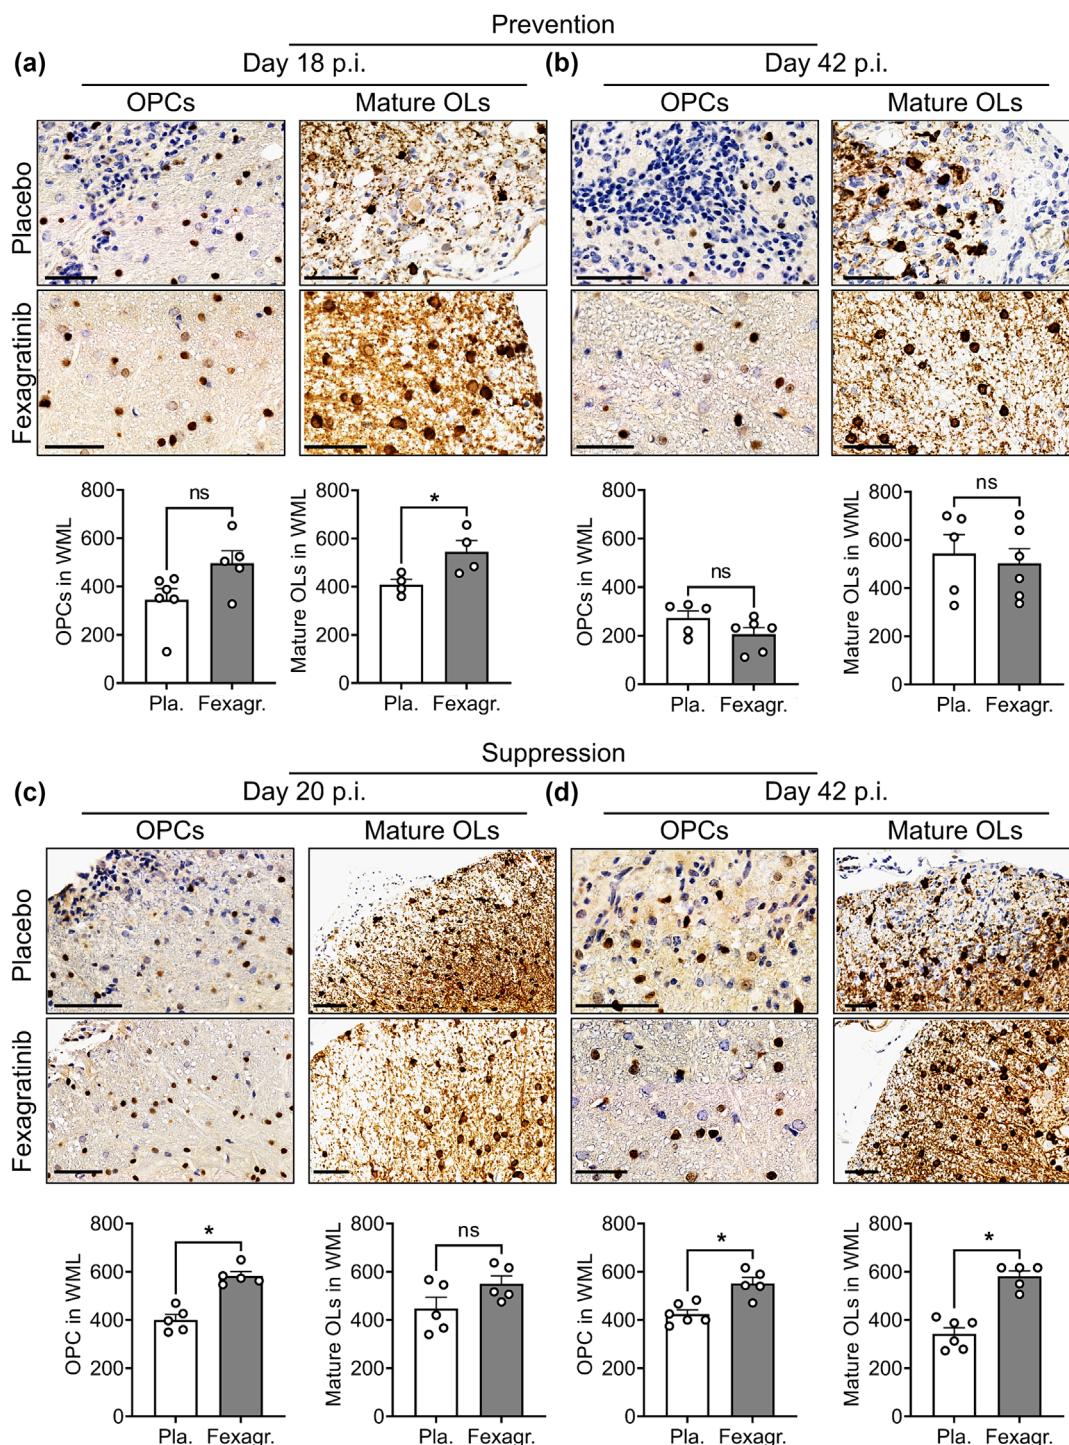 Prevention
(a) Day 18 p.i. (b) Day 42 p.i.
OPCs Mature OLs OPCs Mature OLs
Placebo
Fexagratinib
800 600 400 200 0
OPCs in WML
ns
Pla. Fexagr.
800 600 400 200 0
Mature OLs in WML
*
Pla. Fexagr.
800 600 400 200 0
OPCs in WML
ns
Pla. Fexagr.
800 600 400 200 0
Mature OLs in WML
ns
Pla. Fexagr.
Suppression
(c) Day 20 p.i. (d) Day 42 p.i.
OPCs Mature OLs OPCs Mature OLs
Placebo
Fexagratinib
800 600 400 200 0
OPC in WML
*
Pla. Fexagr.
800 600 400 200 0
Mature OLs in WML
ns
Pla. Fexagr.
800 600 400 200 0
OPC in WML
*
Pla. Fexagr.
800 600 400 200 0
Mature OLs in WML
*
Pla. Fexagr.